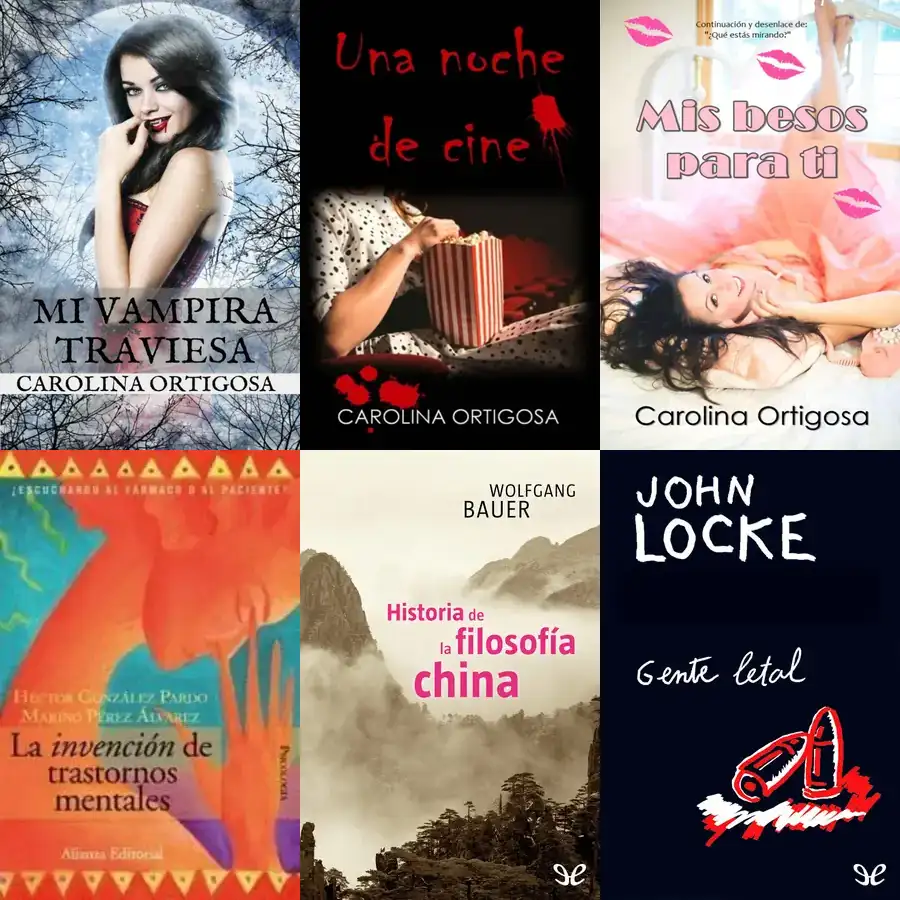 MI VAMPIRA
TRAVIESA
CAROLINA ORTIGOSA
Una noche
de cine
CAROLINA ORTIGOSA
Continuación y desenlace de:
"¿Qué estás mirando?"
Mis besos
para ti
Carolina Ortigosa
¿ESCUCHANDO AL FÁRMACO O AL PACIENTE?
HÉCTOR GONZÁLEZ PARDO
MARINO PÉREZ ÁLVAREZ
La invención de
trastornos
mentales
PSICOLOGÍA
Alianza Editorial
WOLFGANG
BAUER
Historia de
la filosofía
china
JOHN
LOCKE
Gente letal